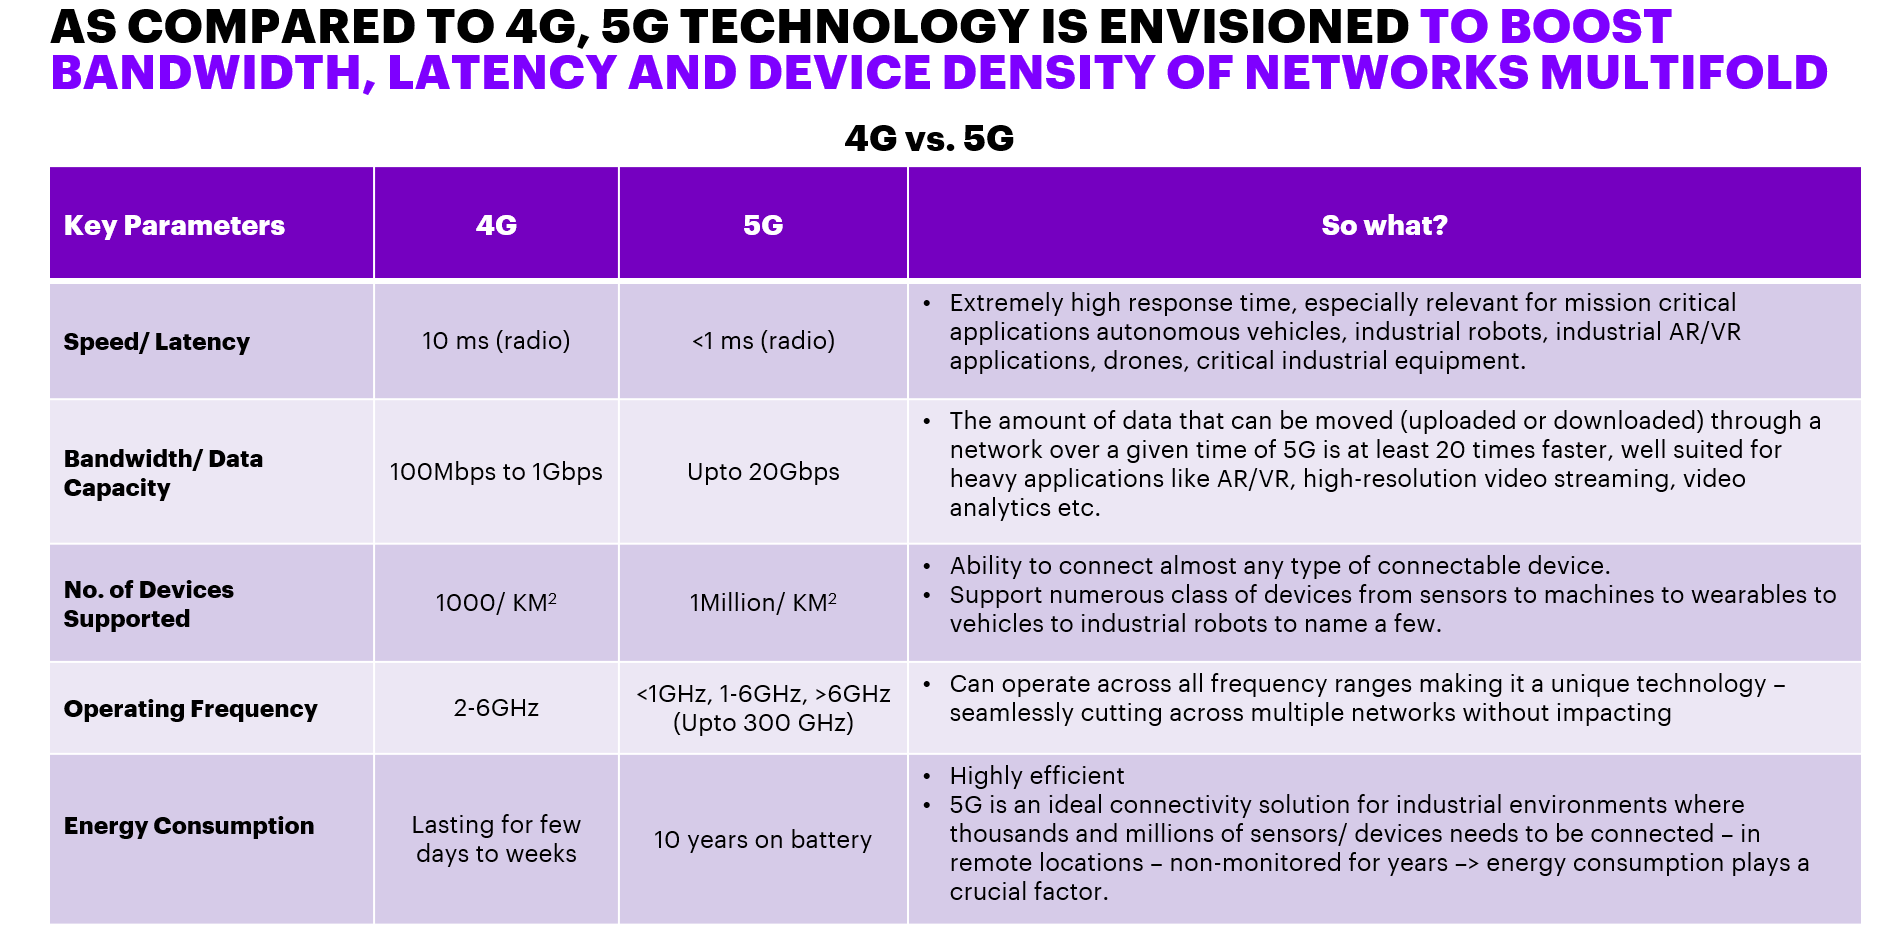 AS COMPARED TO 4G, 5G TECHNOLOGY IS ENVISIONED TO BOOST
BANDWIDTH, LATENCY AND DEVICE DENSITY OF NETWORKS MULTIFOLD
4G vs. 5G
Key Parameters
4G
5G
So what?
Speed/ Latency
10 ms (radio)
<1 ms (radio)
• Extremely high response time, especially relevant for mission critical
applications autonomous vehicles, industrial robots, industrial AR/VR
applications, drones, critical industrial equipment.
Bandwidth/ Data
Capacity
100Mbps to 1Gbps
Upto 20Gbps
• The amount of data that can be moved (uploaded or downloaded) through a
network over a given time of 5G is at least 20 times faster, well suited for
heavy applications like AR/VR, high-resolution video streaming, video
analytics etc.
No. of Devices
Supported
1000/ KM²
1Million/ KM²
• Ability to connect almost any type of connectable device.
• Support numerous class of devices from sensors to machines to wearables to
vehicles to industrial robots to name a few.
Operating Frequency
2-6GHz
<1GHz, 1-6GHz, >6GHz
(Upto 300 GHz)
• Can operate across all frequency ranges making it a unique technology –
seamlessly cutting across multiple networks without impacting
Energy Consumption
Lasting for few
days to weeks
10 years on battery
• Highly efficient
• 5G is an ideal connectivity solution for industrial environments where
thousands and millions of sensors/ devices needs to be connected – in
remote locations – non-monitored for years –> energy consumption plays a
crucial factor.